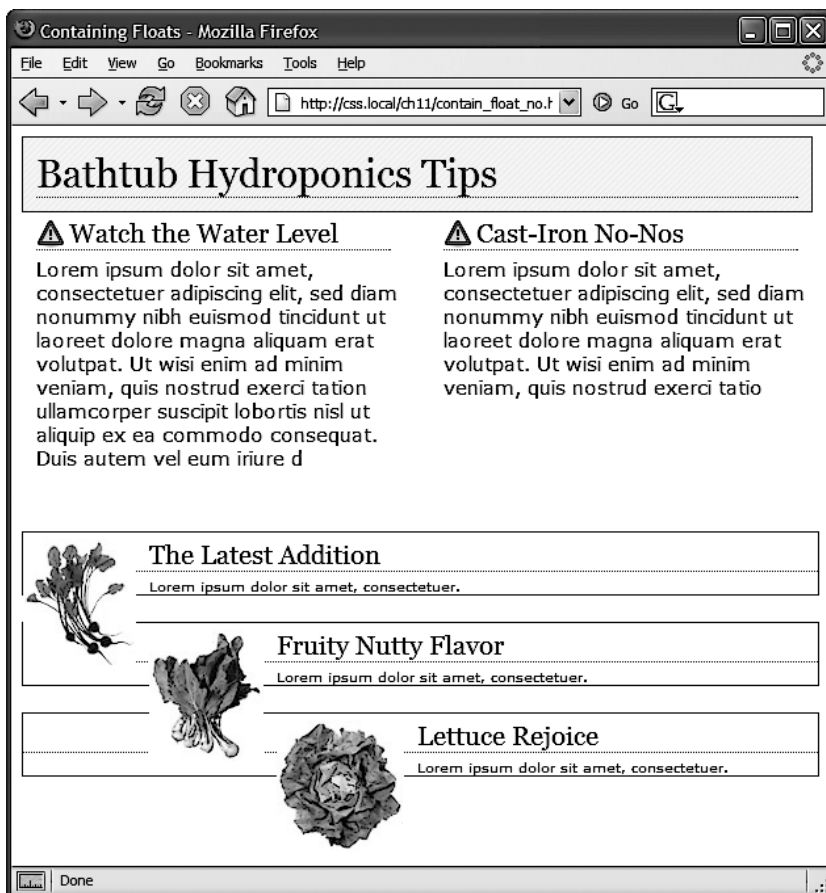 Containing Floats - Mozilla Firefox
File Edit View Go Bookmarks Tools Help
http://css.local/ch11/contain_float_no.h Go G
Bathtub Hydroponics Tips
Watch the Water Level
Lorem ipsum dolor sit amet,
consectetuer adipiscing elit, sed diam
nonummy nibh euismod tincidunt ut
laoreet dolore magna aliquam erat
volutpat. Ut wisi enim ad minim
veniam, quis nostrud exerci tation
ullamcorper suscipit lobortis nisl ut
aliquip ex ea commodo consequat.
Duis autem vel eum iriure d
Cast-Iron No-Nos
Lorem ipsum dolor sit amet,
consectetuer adipiscing elit, sed diam
nonummy nibh euismod tincidunt ut
laoreet dolore magna aliquam erat
volutpat. Ut wisi enim ad minim
veniam, quis nostrud exerci tatio
The Latest Addition
Lorem ipsum dolor sit amet, consectetuer.
Fruity Nutty Flavor
Lorem ipsum dolor sit amet, consectetuer.
Lettuce Rejoice
Lorem ipsum dolor sit amet, consectetuer.
Done